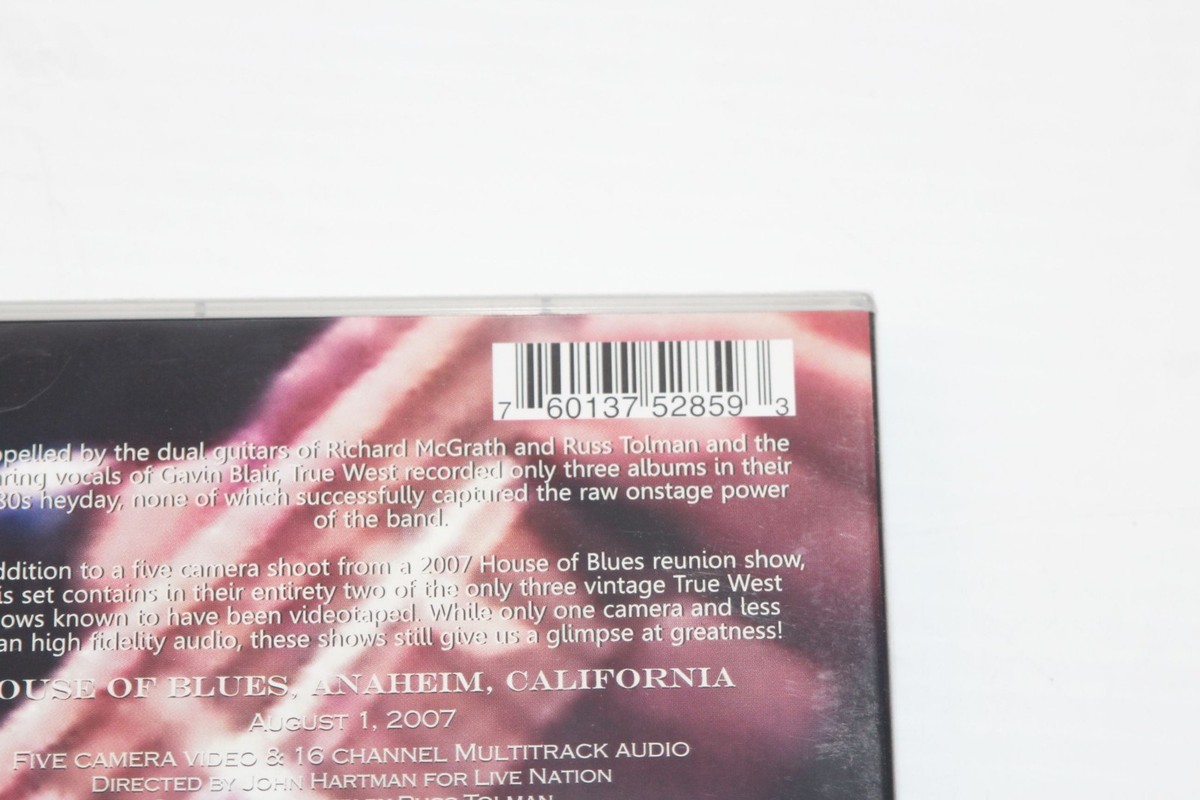 7 60137 52859 3
pelled by the dual guitars of Richard McGrath and Russ Tolman and the
ring vocals of Gavin Blair, True West recorded only three albums in their
80s heyday, none of which successfully captured the raw onstage power
of the band.
ddition to a five camera shoot from a 2007 House of Blues reunion show,
is set contains in their entirety two of the only three vintage True West
ows known to have been videotaped. While only one camera and less
an high fidelity audio, these shows still give us a glimpse at greatness!
OUSE OF BLUES, ANAHEIM, CALIFORNIA
AUGUST 1, 2007
FIVE CAMERA VIDEO & 16 CHANNEL MULTITRACK AUDIO
DIRECTED BY JOHN HARTMAN FOR LIVE NATION
RUSS TOLMAN